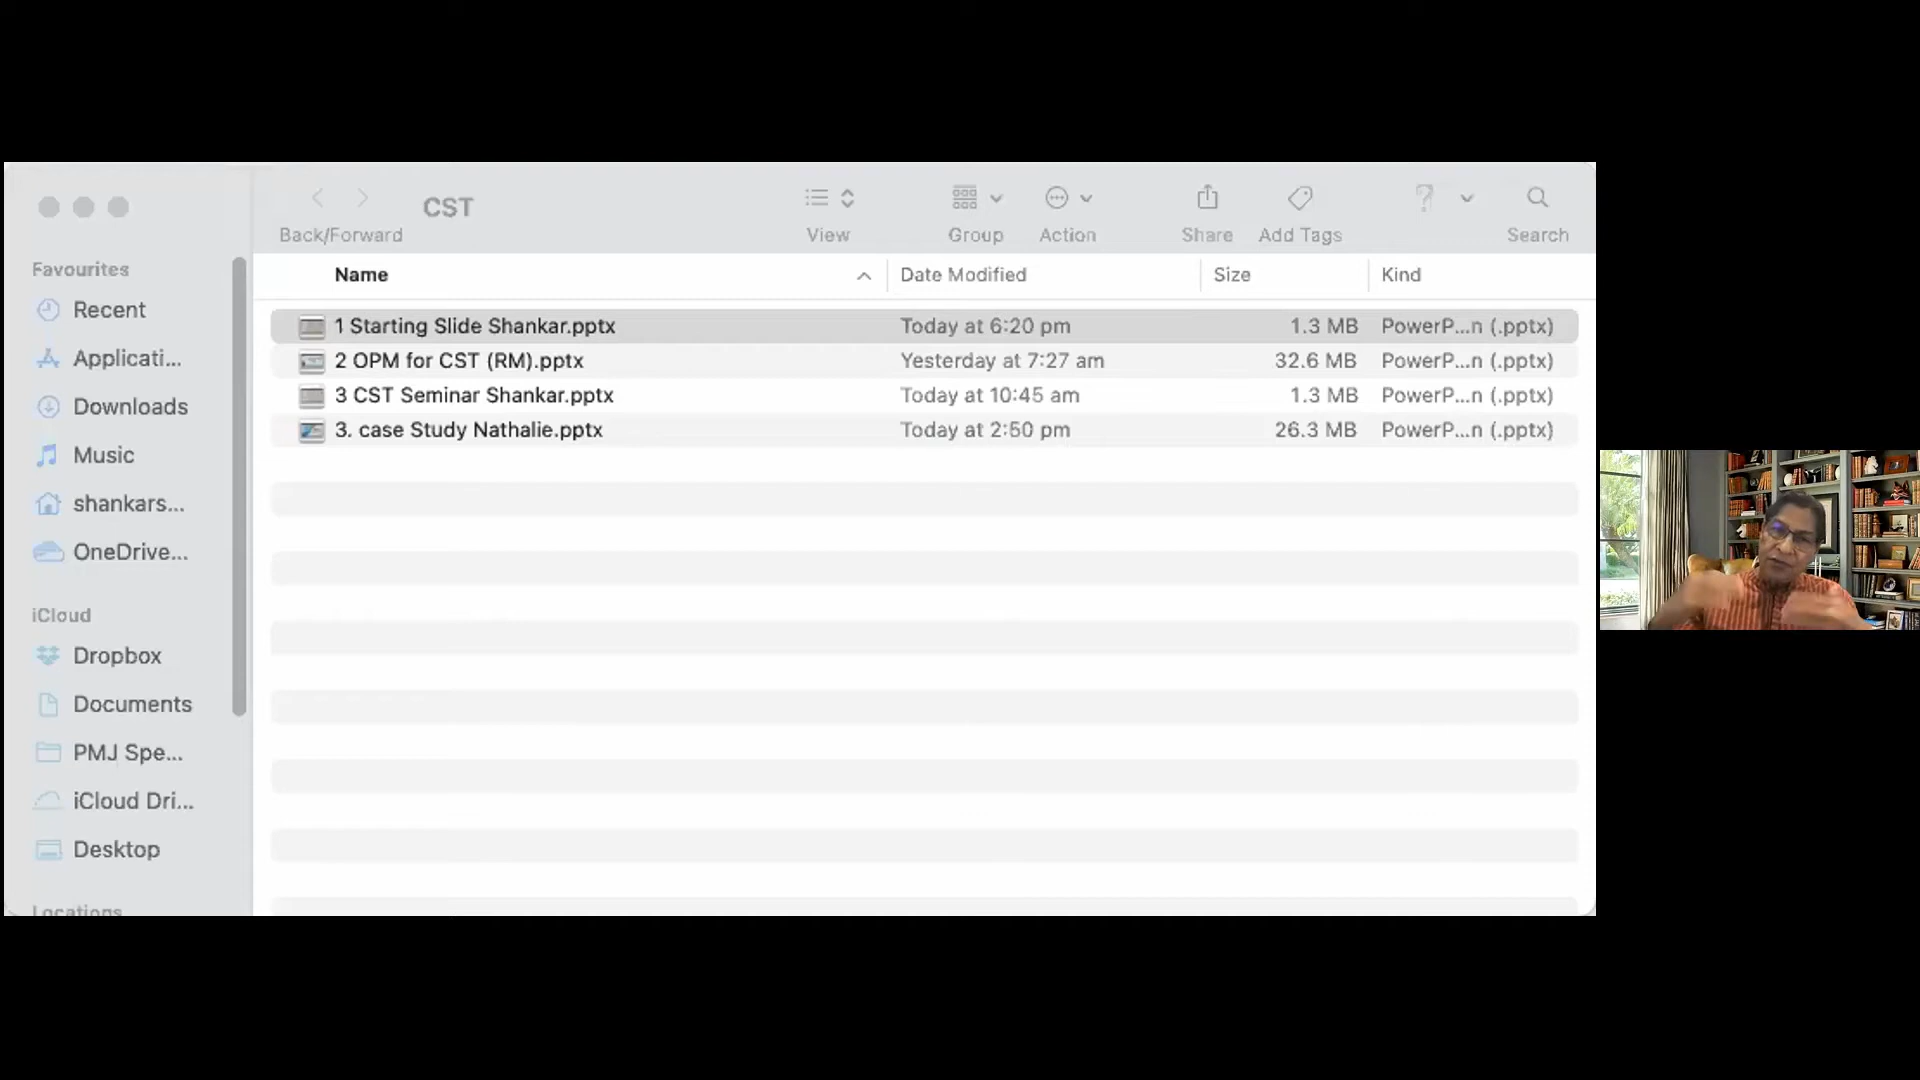 CST
Back/Forward
View
Group
Action
Share
Add Tags
Search
Favourites
Recent
Applicati...
Downloads
Music
shankars...
OneDrive...
iCloud
Dropbox
Documents
PMJ Spe...
iCloud Dri...
Desktop
Locations
Name Date Modified Size Kind
1 Starting Slide Shankar.pptx Today at 6:20 pm 1.3 MB PowerP...n (.pptx)
2 OPM for CST (RM).pptx Yesterday at 7:27 am 32.6 MB PowerP...n (.pptx)
3 CST Seminar Shankar.pptx Today at 10:45 am 1.3 MB PowerP...n (.pptx)
3. case Study Nathalie.pptx Today at 2:50 pm 26.3 MB PowerP...n (.pptx)